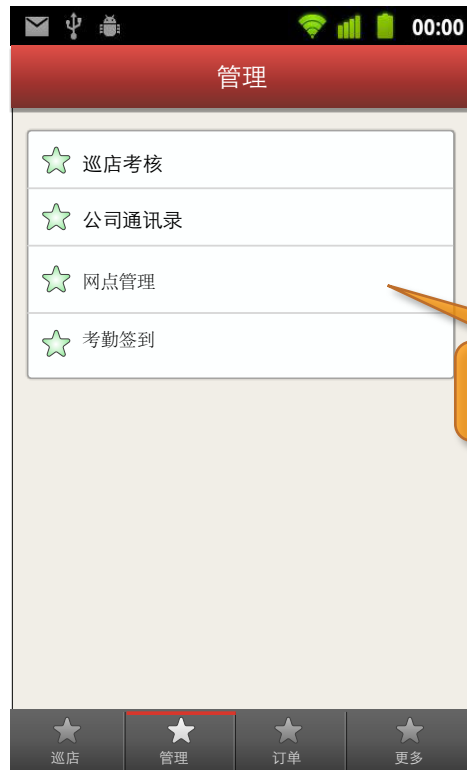 00:00
管理
巡店考核
公司通讯录
网点管理
考勤签到
巡店 管理 订单 更多